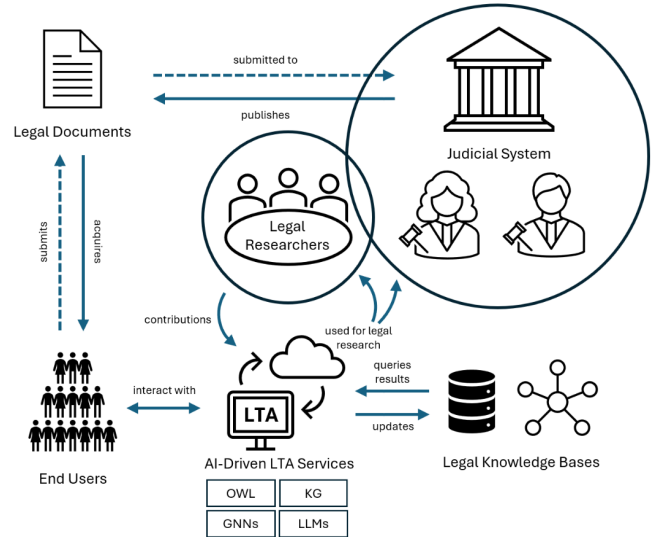 submitted to
publishes
Legal Documents
Judicial System
Legal
Researchers
submits
acquires
contributions
used for legal
research
queries
results
interact with
LTA
updates
AI-Driven LTA Services
Legal Knowledge Bases
End Users
OWL
KG
GNNs
LLMs